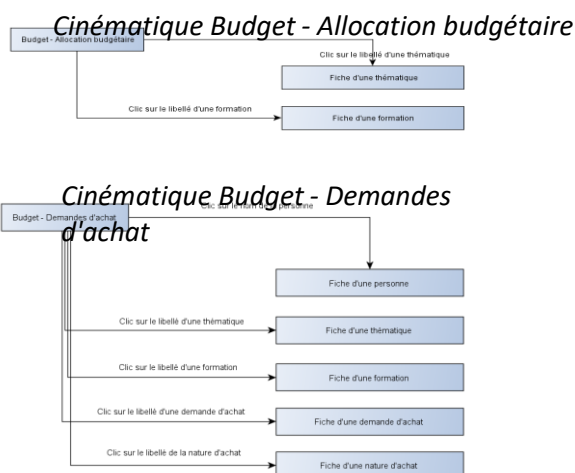 Cinématique Budget - Allocation budgétaire
Budget - Allocation budgétaire
Clic sur le libellé d'une thématique
Fiche d'une thématique
Clic sur le libellé d'une formation
Fiche d'une formation
Cinématique Budget - Demandes
d'achat
Clic sur le nom de la personne
Budget - Demandes d'achat
Fiche d'une personne
Clic sur le libellé d'une thématique
Fiche d'une thématique
Clic sur le libellé d'une formation
Fiche d'une formation
Clic sur le libellé d'une demande d'achat
Fiche d'une demande d'achat
Clic sur le libellé de la nature d'achat
Fiche d'une nature d'achat